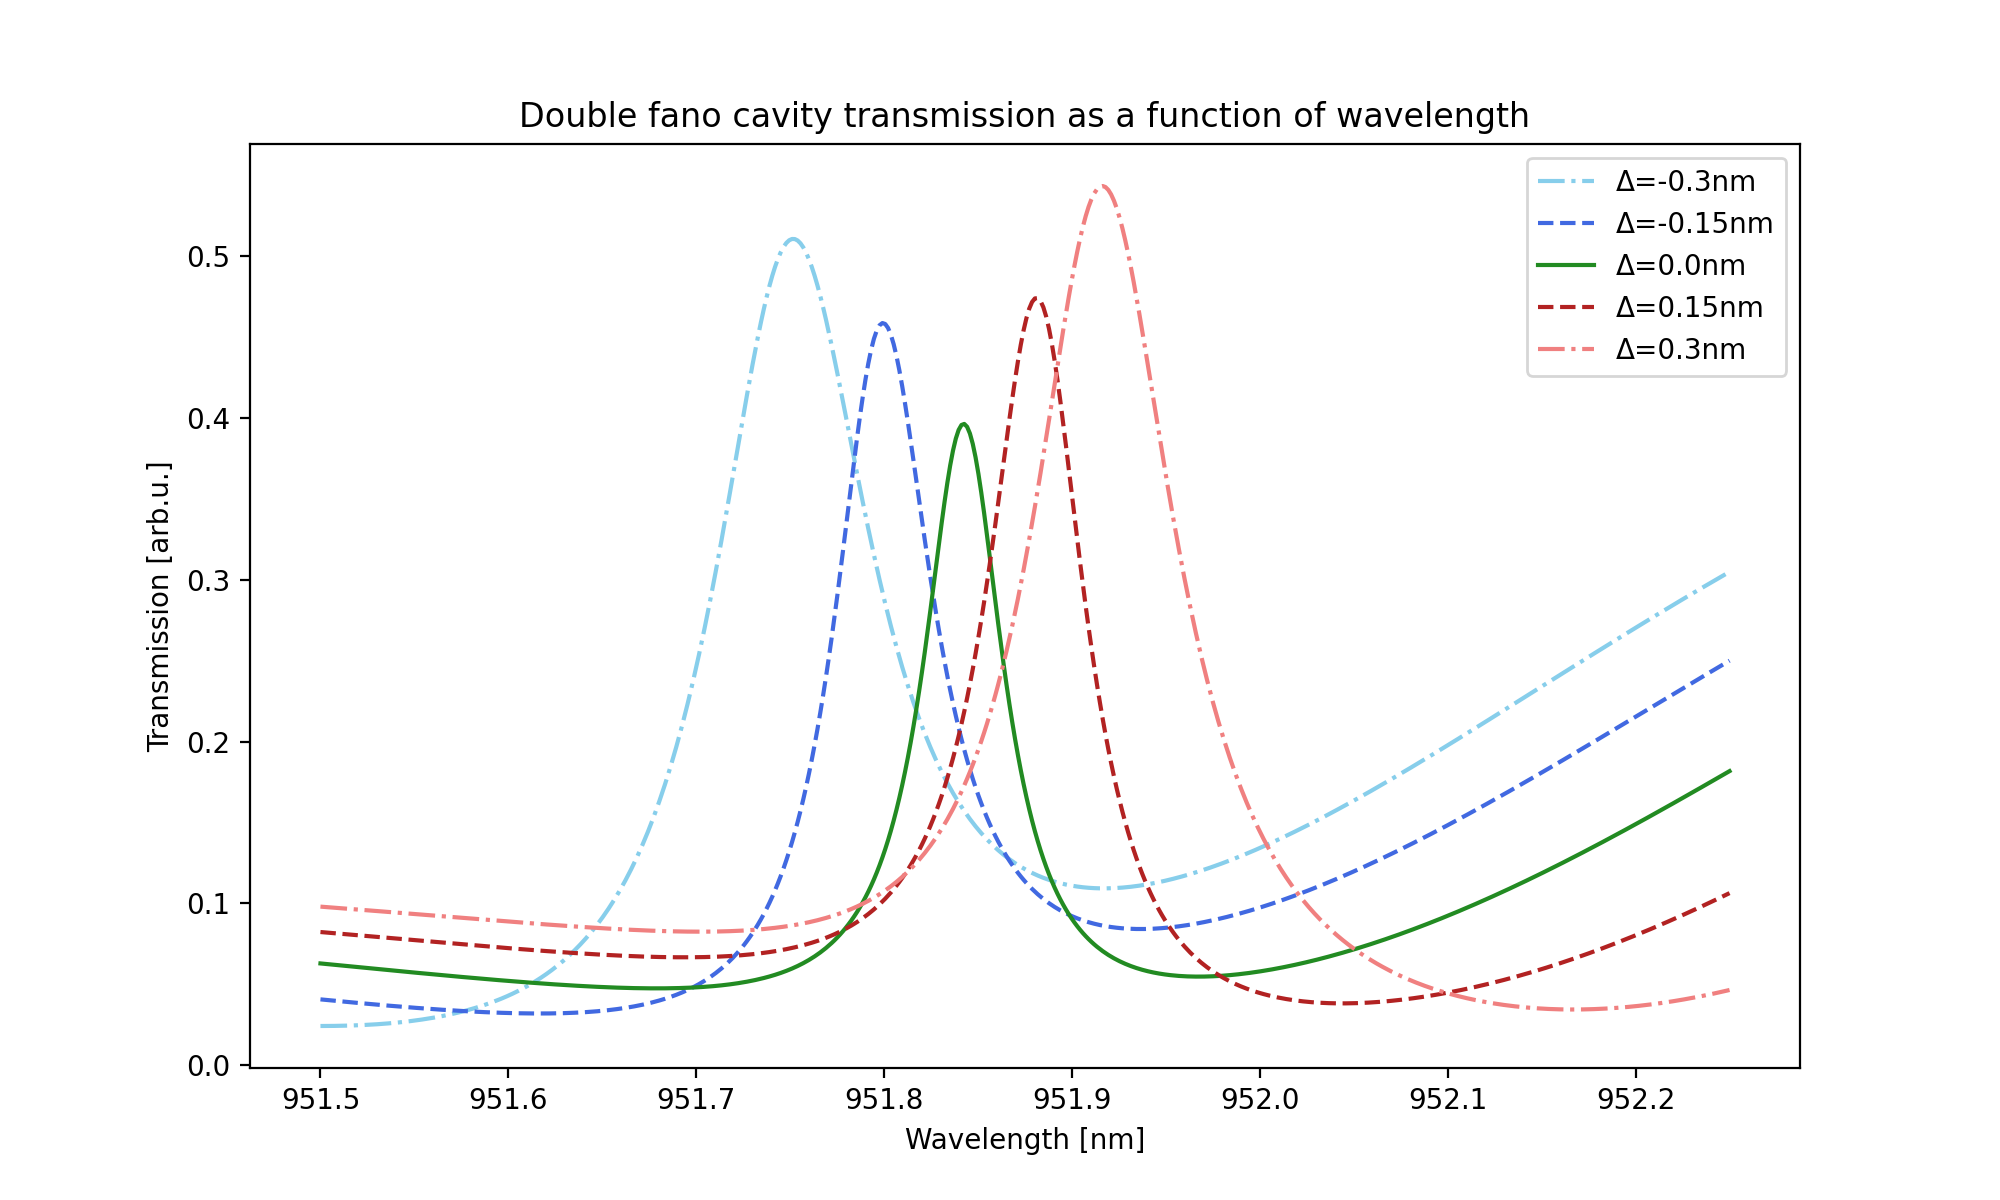 Double fano cavity transmission as a function of wavelength
Δ=-0.3nm
Δ=-0.15nm
Δ=0.0nm
Δ=0.15nm
Δ=0.3nm
Transmission [arb.u.]
0.5
0.4
0.3
0.2
0.1
0.0
951.5 951.6 951.7 951.8 951.9 952.0 952.1 952.2
Wavelength [nm]